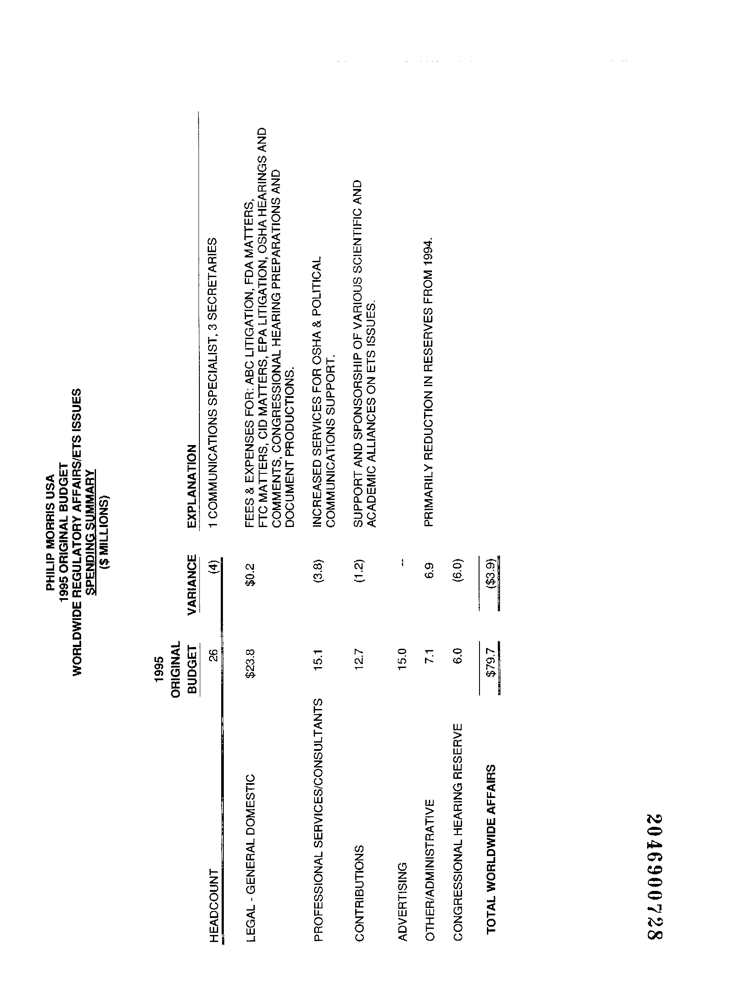 PHILIP MORRIS USA
1995 ORIGINAL BUDGET
WORLDWIDE REGULATORY AFFAIRS/ETS ISSUES
SPENDING SUMMARY
($ MILLIONS)
1995
ORIGINAL
BUDGET VARIANCE EXPLANATION
HEADCOUNT 26 (4) 1 COMMUNICATIONS SPECIALIST, 3 SECRETARIES
LEGAL - GENERAL DOMESTIC $23.8 $0.2 FEES & EXPENSES FOR: ABC LITIGATION, FDA MATTERS,
FTC MATTERS, CID MATTERS, EPA LITIGATION, OSHA HEARINGS AND
COMMENTS, CONGRESSIONAL HEARING PREPARATIONS AND
DOCUMENT PRODUCTIONS.
PROFESSIONAL SERVICES/CONSULTANTS 15.1 (3.8) INCREASED SERVICES FOR OSHA & POLITICAL
COMMUNICATIONS SUPPORT.
CONTRIBUTIONS 12.7 (1.2) SUPPORT AND SPONSORSHIP OF VARIOUS SCIENTIFIC AND
ACADEMIC ALLIANCES ON ETS ISSUES.
ADVERTISING 15.0 --
OTHER/ADMINISTRATIVE 7.1 6.9 PRIMARILY REDUCTION IN RESERVES FROM 1994.
CONGRESSIONAL HEARING RESERVE 6.0 (6.0)
TOTAL WORLDWIDE AFFAIRS $79.7 ($3.9)
2046900728